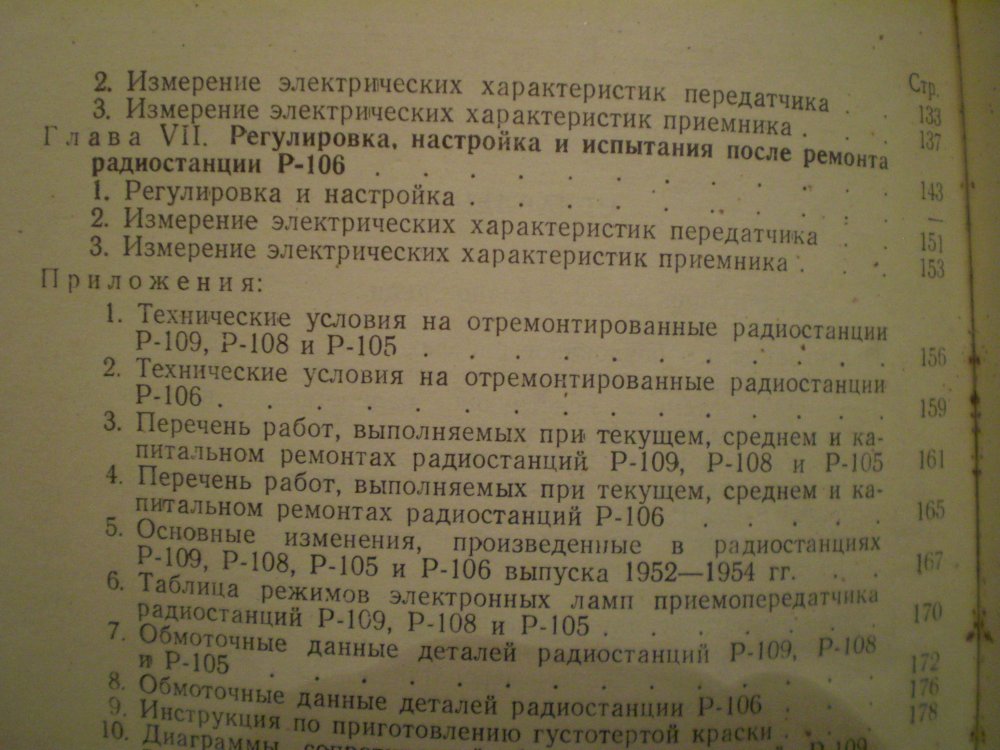 Стр.
2. Измерение электрических характеристик передатчика . . 133
3. Измерение электрических характеристик приемника . . . 137
Глава VII. Регулировка, настройка и испытания после ремонта
радиостанции Р-106 . . . . . . . . . . . 143
1. Регулировка и настройка . . . . . . . . . —
2. Измерение электрических характеристик передатчика . . 151
3. Измерение электрических характеристик приемника . . . 153
Приложения:
1. Технические условия на отремонтированные радиостанции
Р-109, Р-108 и Р-105 . . . . . . . . . . . 156
2. Технические условия на отремонтированные радиостанции
Р-106 . . . . . . . . . . . . . . . 159
3. Перечень работ, выполняемых при текущем, среднем и ка-
питальном ремонтах радиостанций Р-109, Р-108 и Р-105 161
4. Перечень работ, выполняемых при текущем, среднем и ка-
питальном ремонтах радиостанций Р-106 . . . . . 165
5. Основные изменения, произведенные в радиостанциях
Р-109, Р-108, Р-105 и Р-106 выпуска 1952—1954 гг. . . 167
6. Таблица режимов электронных ламп приемопередатчика
радиостанций Р-109, Р-108 и Р-105 . . . . . . . 170
7. Обмоточные данные деталей радиостанций Р-109, Р-108
и Р-105 . . . . . . . . . . . . . . 172
8. Обмоточные данные деталей радиостанции Р-106 . . . 176
9. Инструкция по приготовлению густотертой краски . . . 178
10. Диаграммы